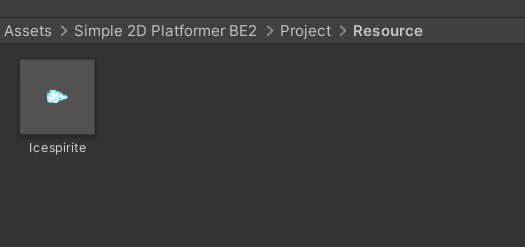 Assets > Simple 2D Platformer BE2 > Project > Resource
Icespirite